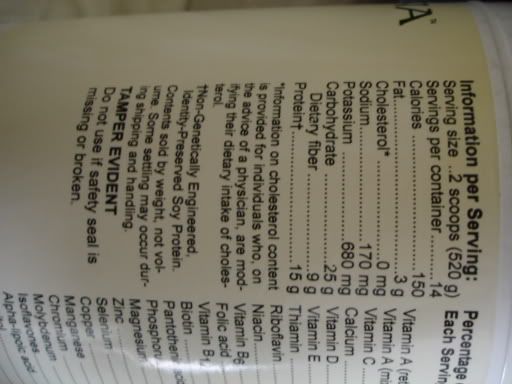 A™
Information per Serving:
Serving size ...2 scoops (520 g)
Servings per container ........14
Calories ...............................150
Fat..........................................3 g
Cholesterol*.......................0 mg
Sodium............................170 mg
Potassium .......................680 mg
Carbohydrate ....................25 g
Dietary fiber ....................9 g
Protein†..............................15 g
*Information on cholesterol content
is provided for individuals who, on
the advice of a physician, are mod-
ifying their dietary intake of choles-
terol.
†Non-Genetically Engineered,
Identity-Preserved Soy Protein.
Contents sold by weight, not vol-
ume. Some settling may occur dur-
ing shipping and handling.
TAMPER EVIDENT
Do not use if safety seal is
missing or broken.
Percentage
Each Servin
Vitamin A (re
Vitamin A (mi
Vitamin C
Calcium
Vitamin D
Vitamin E
Thiamin
Riboflavin
Niacin
Vitamin B6
Folic acid
Vitamin B1
Biotin
Pantothen
Phosphoru
Magnesiu
Zinc
Selenium
Copper
Manganese
Chromium
Molybdenum
Isoflavones
Alpha-lipoic acid